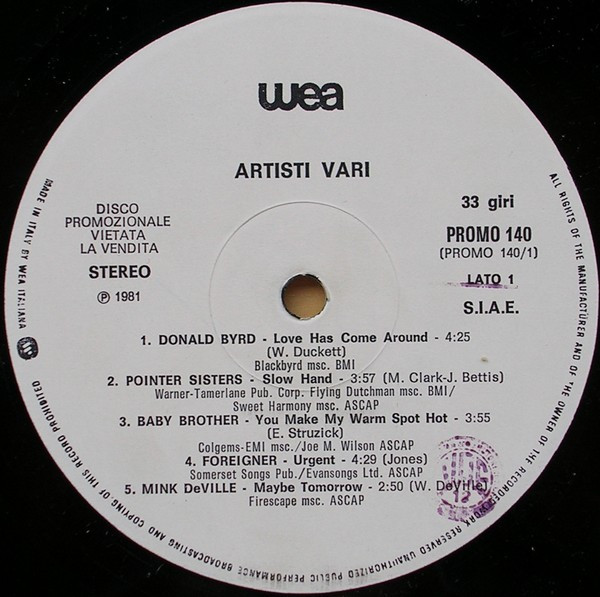 wea
ARTISTI VARI
DISCO
PROMOZIONALE
VIETATA
LA VENDITA
STEREO
Ⓟ 1981
33 giri
PROMO 140
(PROMO 140/1)
LATO 1
S.I.A.E.
1. DONALD BYRD - Love Has Come Around - 4:25
(W. Duckett)
Blackbyrd msc. BMI
2. POINTER SISTERS - Slow Hand - 3:57 (M. Clark-J. Bettis)
Warner-Tamerlane Pub. Corp. Flying Dutchman msc. BMI/
Sweet Harmony msc. ASCAP
3. BABY BROTHER - You Make My Warm Spot Hot - 3:55
(E. Struzick)
Colgems-EMI msc./Joe M. Wilson ASCAP
4. FOREIGNER - Urgent - 4:29 (Jones)
Somerset Songs Pub./Evansongs Ltd. ASCAP
5. MINK DeVILLE - Maybe Tomorrow - 2:50 (W. DeVille)
Firescape msc. ASCAP
MADE IN ITALY BY WEA ITALIANA
ALL RIGHTS OF THE MANUFACTURER AND OF THE OWNER OF THE RECORDED WORK RESERVED UNAUTHORIZED PUBLIC PERFORMANCE BROADCASTING AND COPYING OF THIS RECORD PROHIBITED